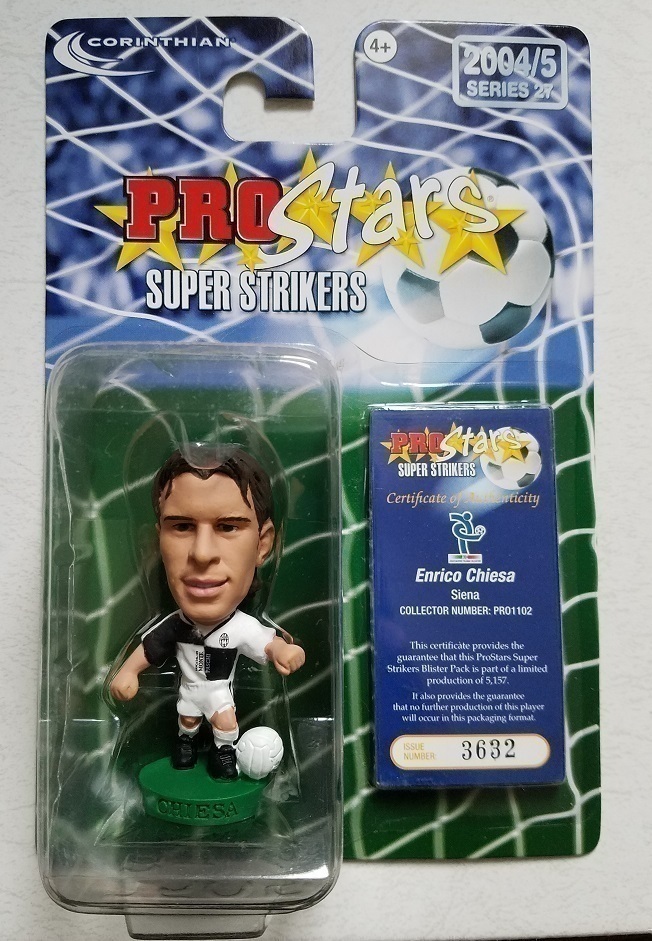 CORINTHIAN
4+
2004/5
SERIES 27
PROStars
SUPER STRIKERS
PROStars
SUPER STRIKERS
Certificate of Authenticity
Enrico Chiesa
Siena
COLLECTOR NUMBER: PRO1102
This certificate provides the
guarantee that this ProStars Super
Strikers Blister Pack is part of a limited
production of 5,157.
It also provides the guarantee
that no further production of this player
will occur in this packaging format.
ISSUE
NUMBER:
3632
MONTE
CHIESA